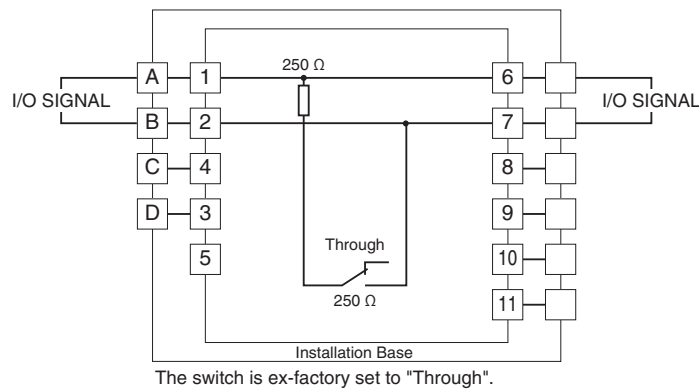 250 Ω
A 1 6
I/O SIGNAL I/O SIGNAL
B 2 7
C 4 8
D 3 9
Through
5 10
250 Ω
11
Installation Base
The switch is ex-factory set to "Through".